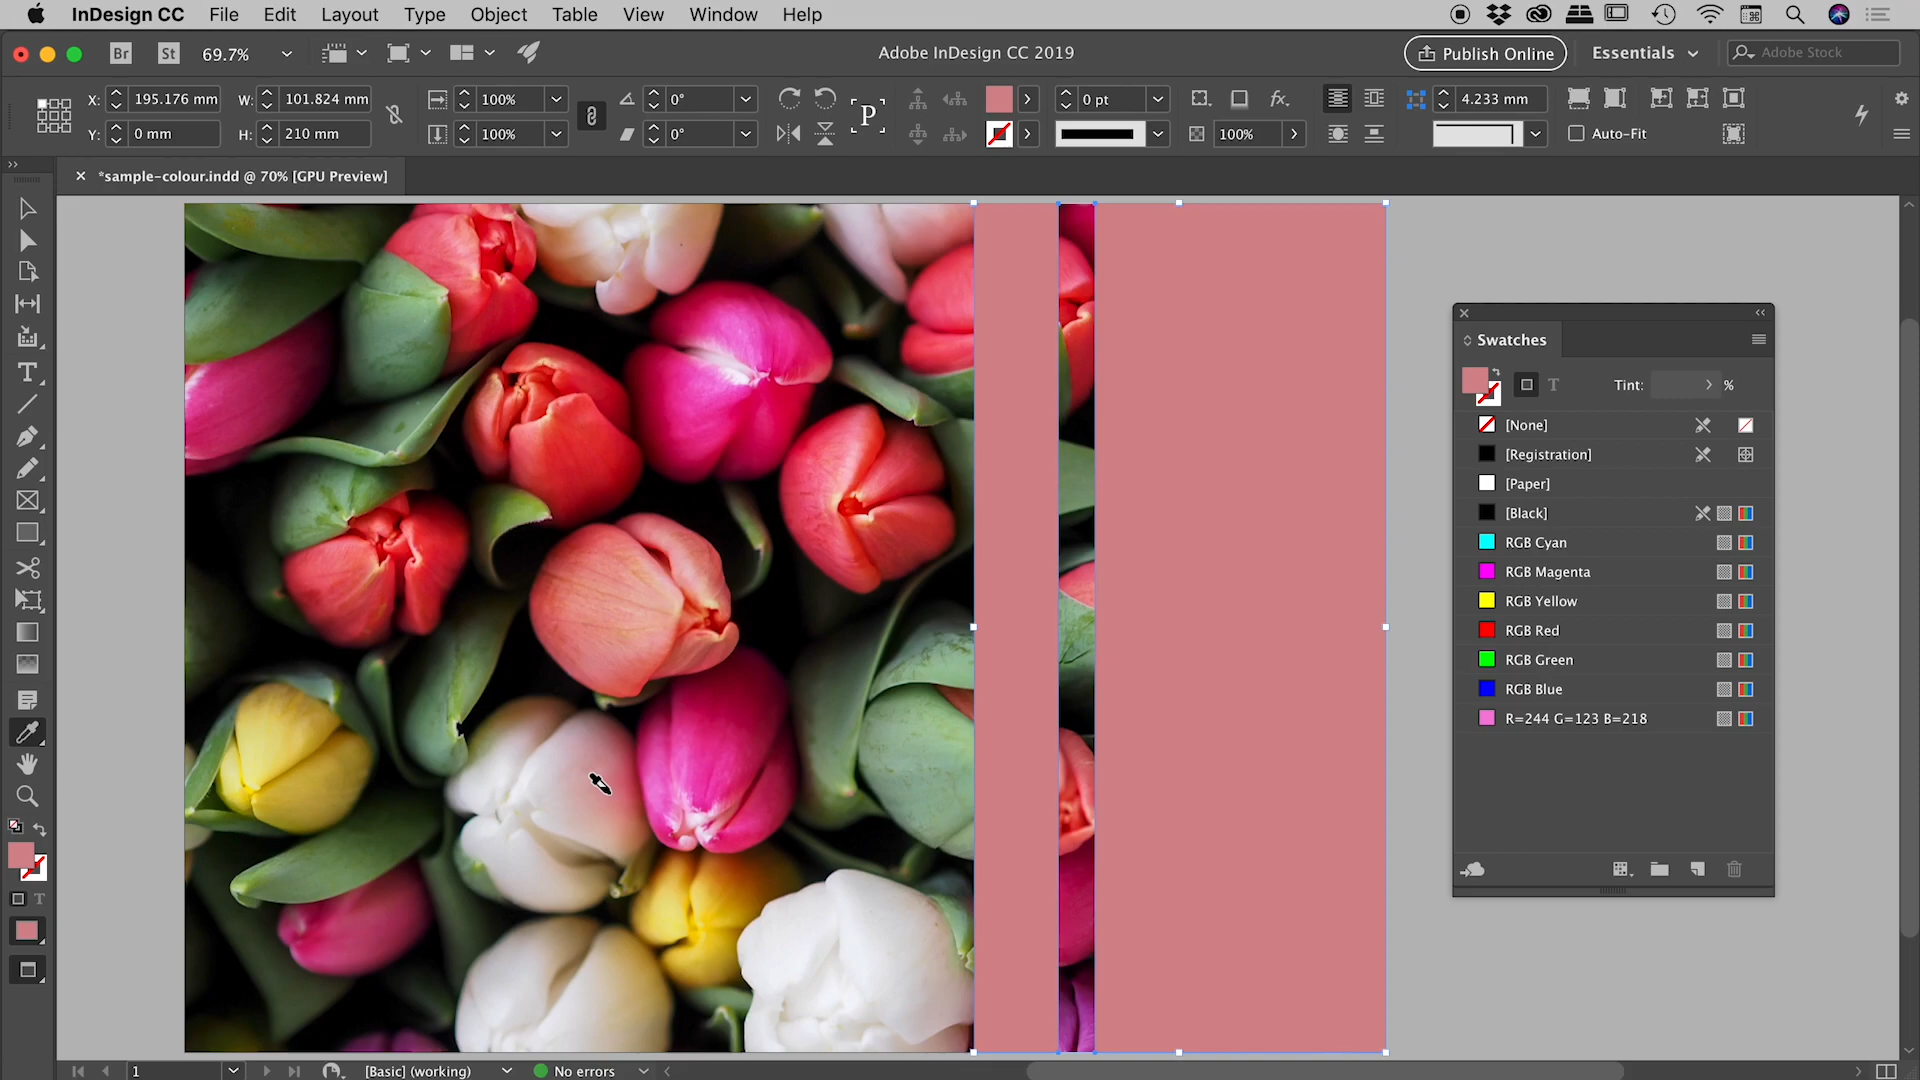 InDesign CC File Edit Layout Type Object Table View Window Help
Br St 69.7% Adobe InDesign CC 2019 Publish Online Essentials Adobe Stock
X: 195.176 mm W: 101.824 mm 100% 0° P 0 pt fx 4.233 mm
Y: 0 mm H: 210 mm 100% 0° 100% Auto-Fit
*sample-colour.indd @ 70% [GPU Preview]
Swatches
T Tint: %
[None]
[Registration]
[Paper]
[Black]
RGB Cyan
RGB Magenta
RGB Yellow
RGB Red
RGB Green
RGB Blue
R=244 G=123 B=218
T
T
1 [Basic] (working) No errors